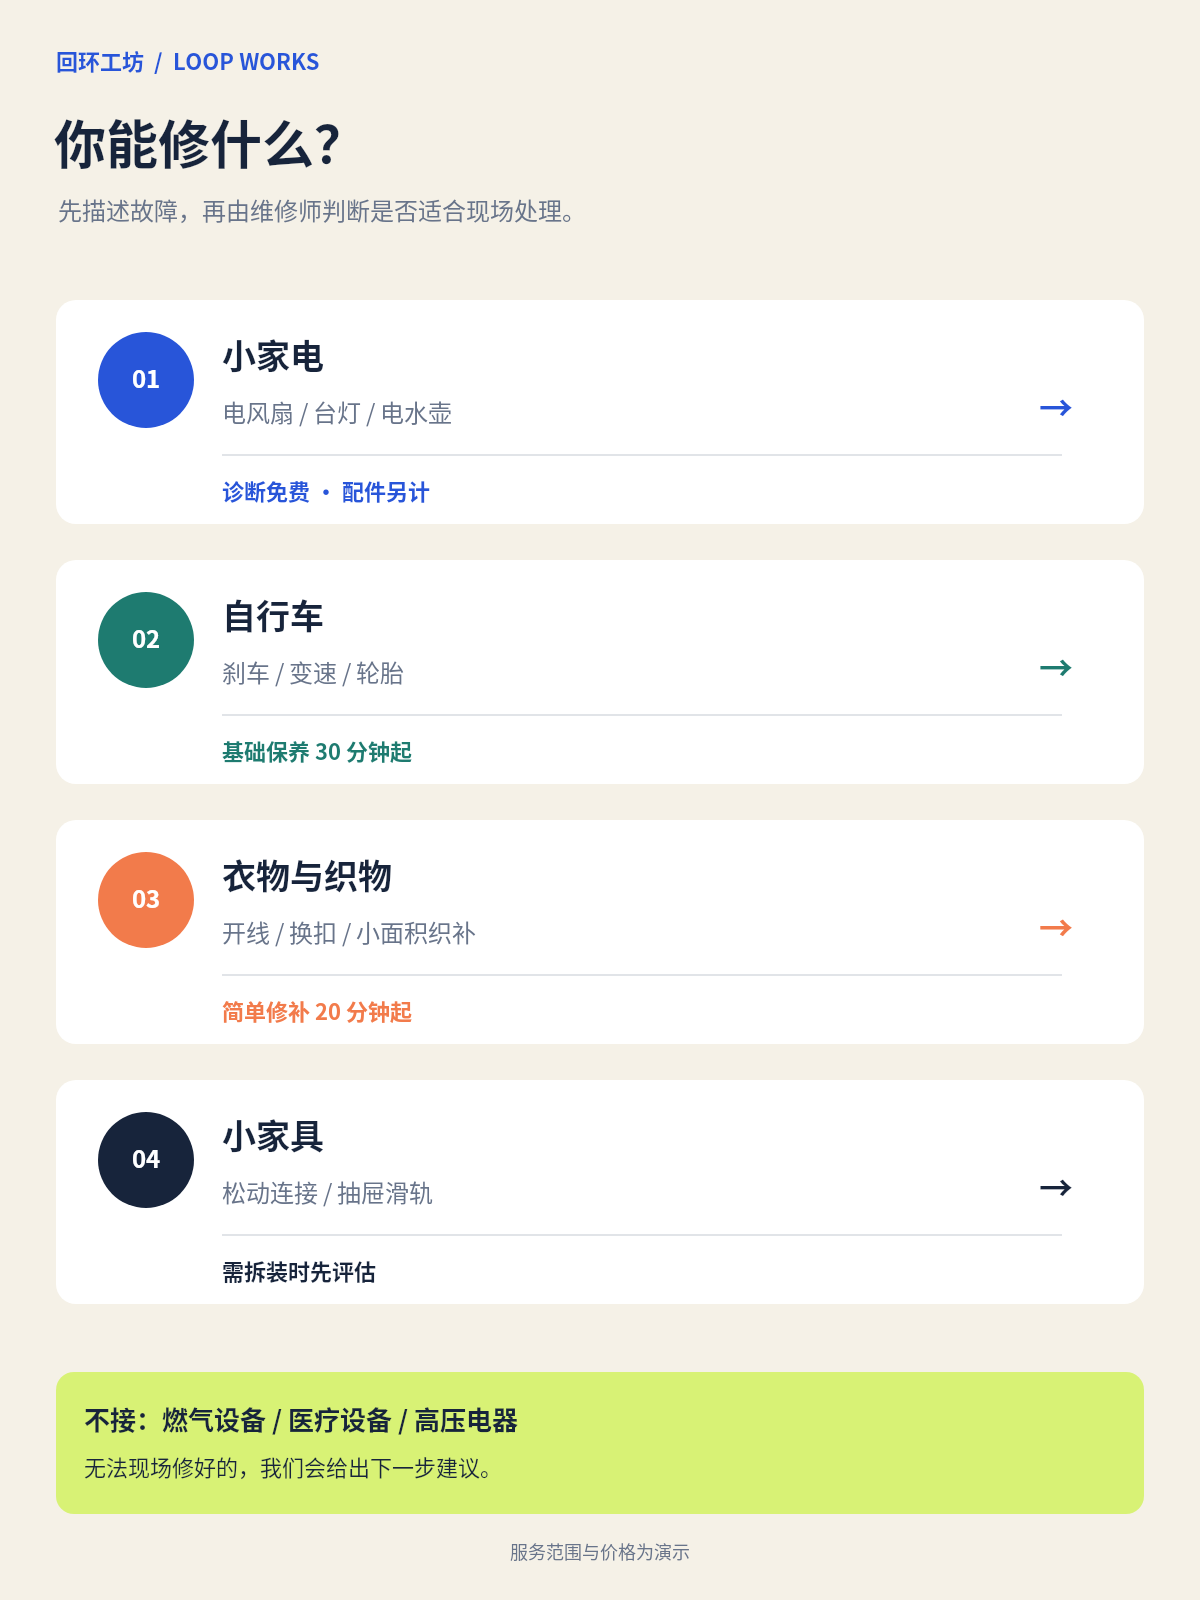 回环工坊 / LOOP WORKS
你能修什么？
先描述故障，再由维修师判断是否适合现场处理。
01
小家电
电风扇 / 台灯 / 电水壶
→
诊断免费 · 配件另计
02
自行车
刹车 / 变速 / 轮胎
→
基础保养 30 分钟起
03
衣物与织物
开线 / 换扣 / 小面积织补
→
简单修补 20 分钟起
04
小家具
松动连接 / 抽屉滑轨
→
需拆装时先评估
不接：燃气设备 / 医疗设备 / 高压电器
无法现场修好的，我们会给出下一步建议。
服务范围与价格为演示